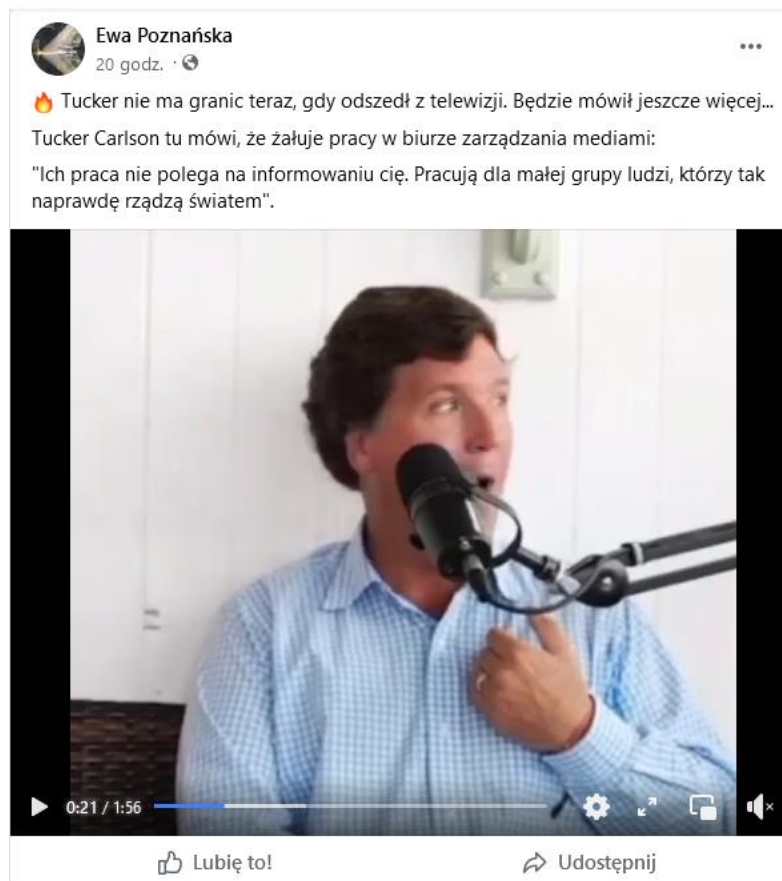 Ewa Poznańska
20 godz. ·
🔥 Tucker nie ma granic teraz, gdy odszedł z telewizji. Będzie mówił jeszcze więcej...
Tucker Carlson tu mówi, że żałuje pracy w biurze zarządzania mediami:
"Ich praca nie polega na informowaniu cię. Pracują dla małej grupy ludzi, którzy tak
naprawdę rządzą światem".
0:21 / 1:56
Lubię to!
Udostępnij